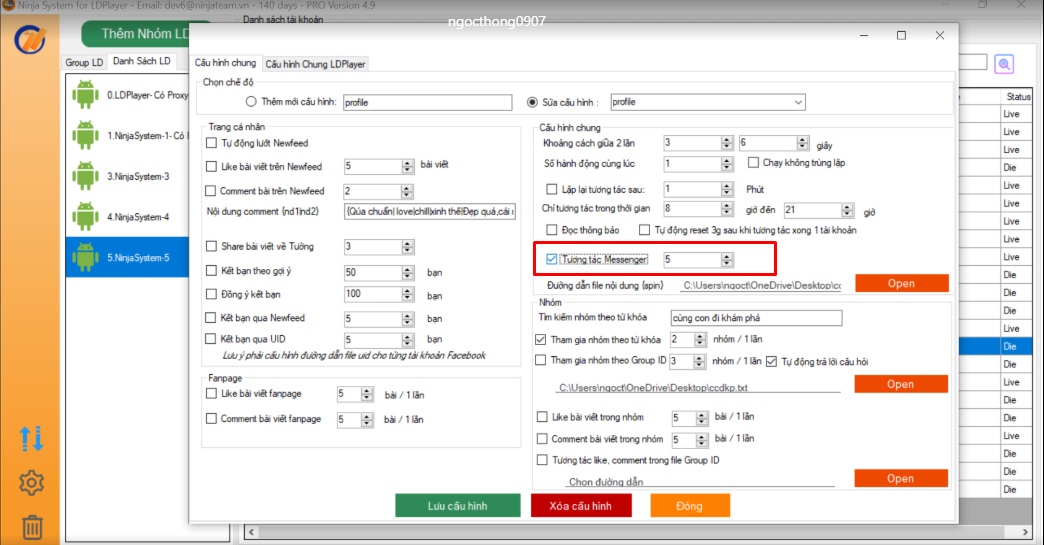 Ninja System for LDPlayer - Email: dev6@ninjateam.vn - 140 days - PRO Version 4.9
ngocthong0907
Danh sách tài khoản
Thêm Nhóm LD
Group LD
Danh Sách LD
0.LDPlayer- Có Proxy
1.NinjaSystem-1- Có
3.NinjaSystem-3
4.NinjaSystem-4
5.NinjaSystem-5
Cấu hình chung
Cấu hình Chung LDPlayer
Chọn chế độ
Thêm mới cấu hình: profile
Sửa cấu hình : profile
Trang cá nhân
Tự động lướt Newfeed
Like bài viết trên Newfeed 5 bài viết
Comment bài trên Newfeed 2
Nội dung comment {nd1|nd2} {Qúa chuẩn| love|chill|xinh thế|Đẹp quá,cái
Share bài viết về Tường 3
Kết bạn theo gợi ý 50 bạn
Đồng ý kết bạn 100 bạn
Kết bạn qua Newfeed 5 bạn
Kết bạn qua UID 5 bạn
Lưu ý phải cấu hình đường dẫn file uid cho từng tài khoản Facebook
Fanpage
Like bài viết fanpage 5 bài / 1 lần
Comment bài viết fanpage 5 bài / 1 lần
Cấu hình chung
Khoảng cách giữa 2 lần 3 6 giây
Số hành động cùng lúc 1 Chạy không trùng lặp
Lặp lại tương tác sau: 1 Phút
Chỉ tương tác trong thời gian 8 giờ đến 21 giờ
Đọc thông báo Tự động reset 3g sau khi tương tác xong 1 tài khoản
Tương tác Messenger 5
Đường dẫn file nội dung {spin} C:\Users\ngoct\OneDrive\Desktop\cc Open
Nhóm
Tìm kiếm nhóm theo từ khóa cùng con đi khám phá
Tham gia nhóm theo từ khóa 2 nhóm / 1 lần
Tham gia nhóm theo Group ID 3 nhóm / 1 lần Tự động trả lời câu hỏi
C:\Users\ngoct\OneDrive\Desktop\ccdkp.txt Open
Like bài viết trong nhóm 5 bài / 1 lần
Comment bài viết trong nhóm 5 bài / 1 lần
Tương tác like, comment trong file Group ID
Chọn đường dẫn Open
Lưu cấu hình
Xóa cấu hình
Đóng
Status
Live
Live
Live
Die
Live
Live
Live
Die
Die
Die
Die
Die
Live
Die
Live
Die
Die
Die
Live
Die
Die
Die